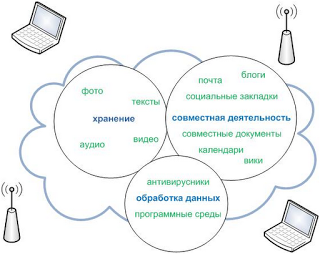 фото
тексты
хранение
аудио
видео
почта
блоги
социальные закладки
совместная деятельность
совместные документы
календари
вики
антивирусники
обработка данных
программные среды